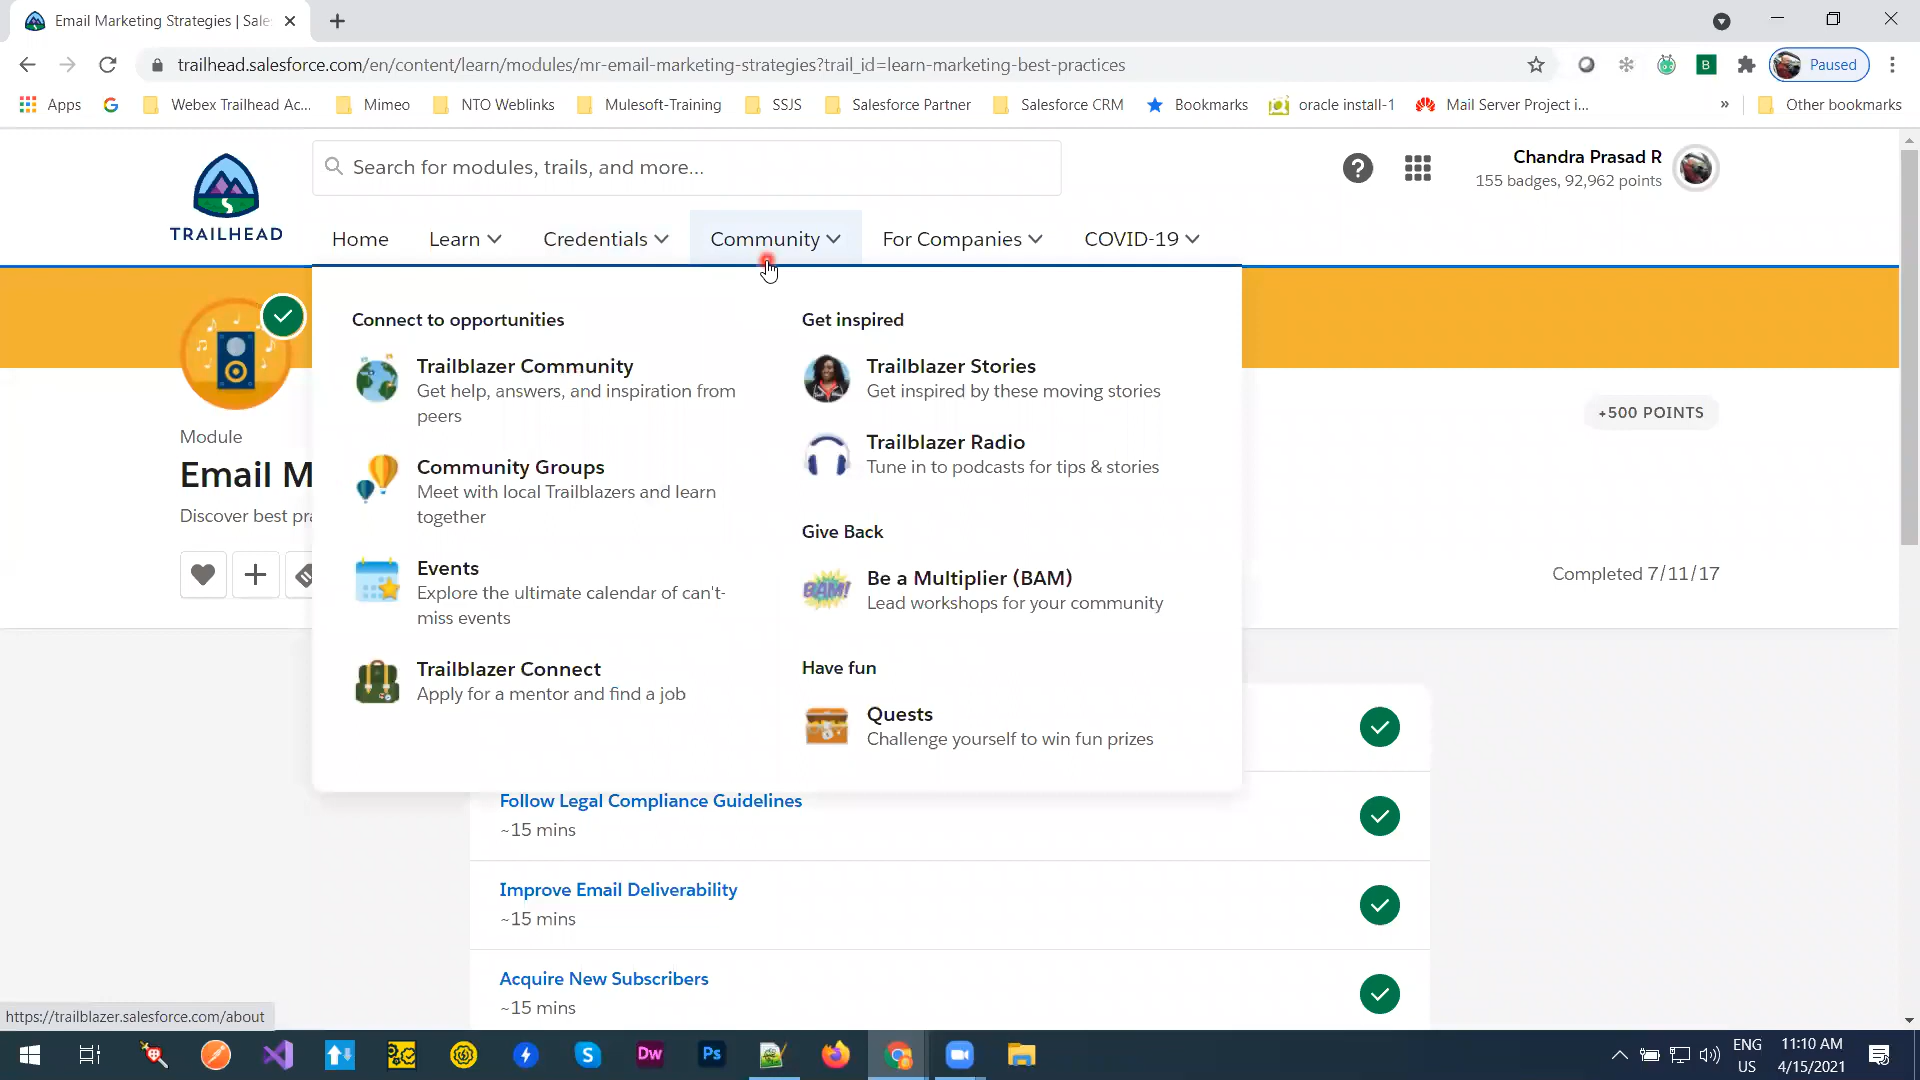 Email Marketing Strategies | Sale
trailhead.salesforce.com/en/content/learn/modules/mr-email-marketing-strategies?trail_id=learn-marketing-best-practices
B
Paused
Apps
Webex Trailhead Ac...
Mimeo
NTO Weblinks
Mulesoft-Training
SSJS
Salesforce Partner
Salesforce CRM
Bookmarks
oracle install-1
Mail Server Project i...
»
Other bookmarks
TRAILHEAD
Search for modules, trails, and more...
Chandra Prasad R
155 badges, 92,962 points
Home
Learn
Credentials
Community
For Companies
COVID-19
Connect to opportunities
Trailblazer Community
Get help, answers, and inspiration from
peers
Community Groups
Meet with local Trailblazers and learn
together
Events
Explore the ultimate calendar of can't-
miss events
Trailblazer Connect
Apply for a mentor and find a job
Get inspired
Trailblazer Stories
Get inspired by these moving stories
Trailblazer Radio
Tune in to podcasts for tips & stories
Give Back
BAM!
Be a Multiplier (BAM)
Lead workshops for your community
Have fun
Quests
Challenge yourself to win fun prizes
Module
Email M
Discover best pra
+500 POINTS
Completed 7/11/17
Follow Legal Compliance Guidelines
~15 mins
Improve Email Deliverability
~15 mins
Acquire New Subscribers
~15 mins
https://trailblazer.salesforce.com/about
Dw
Ps
ENG
US
11:10 AM
4/15/2021